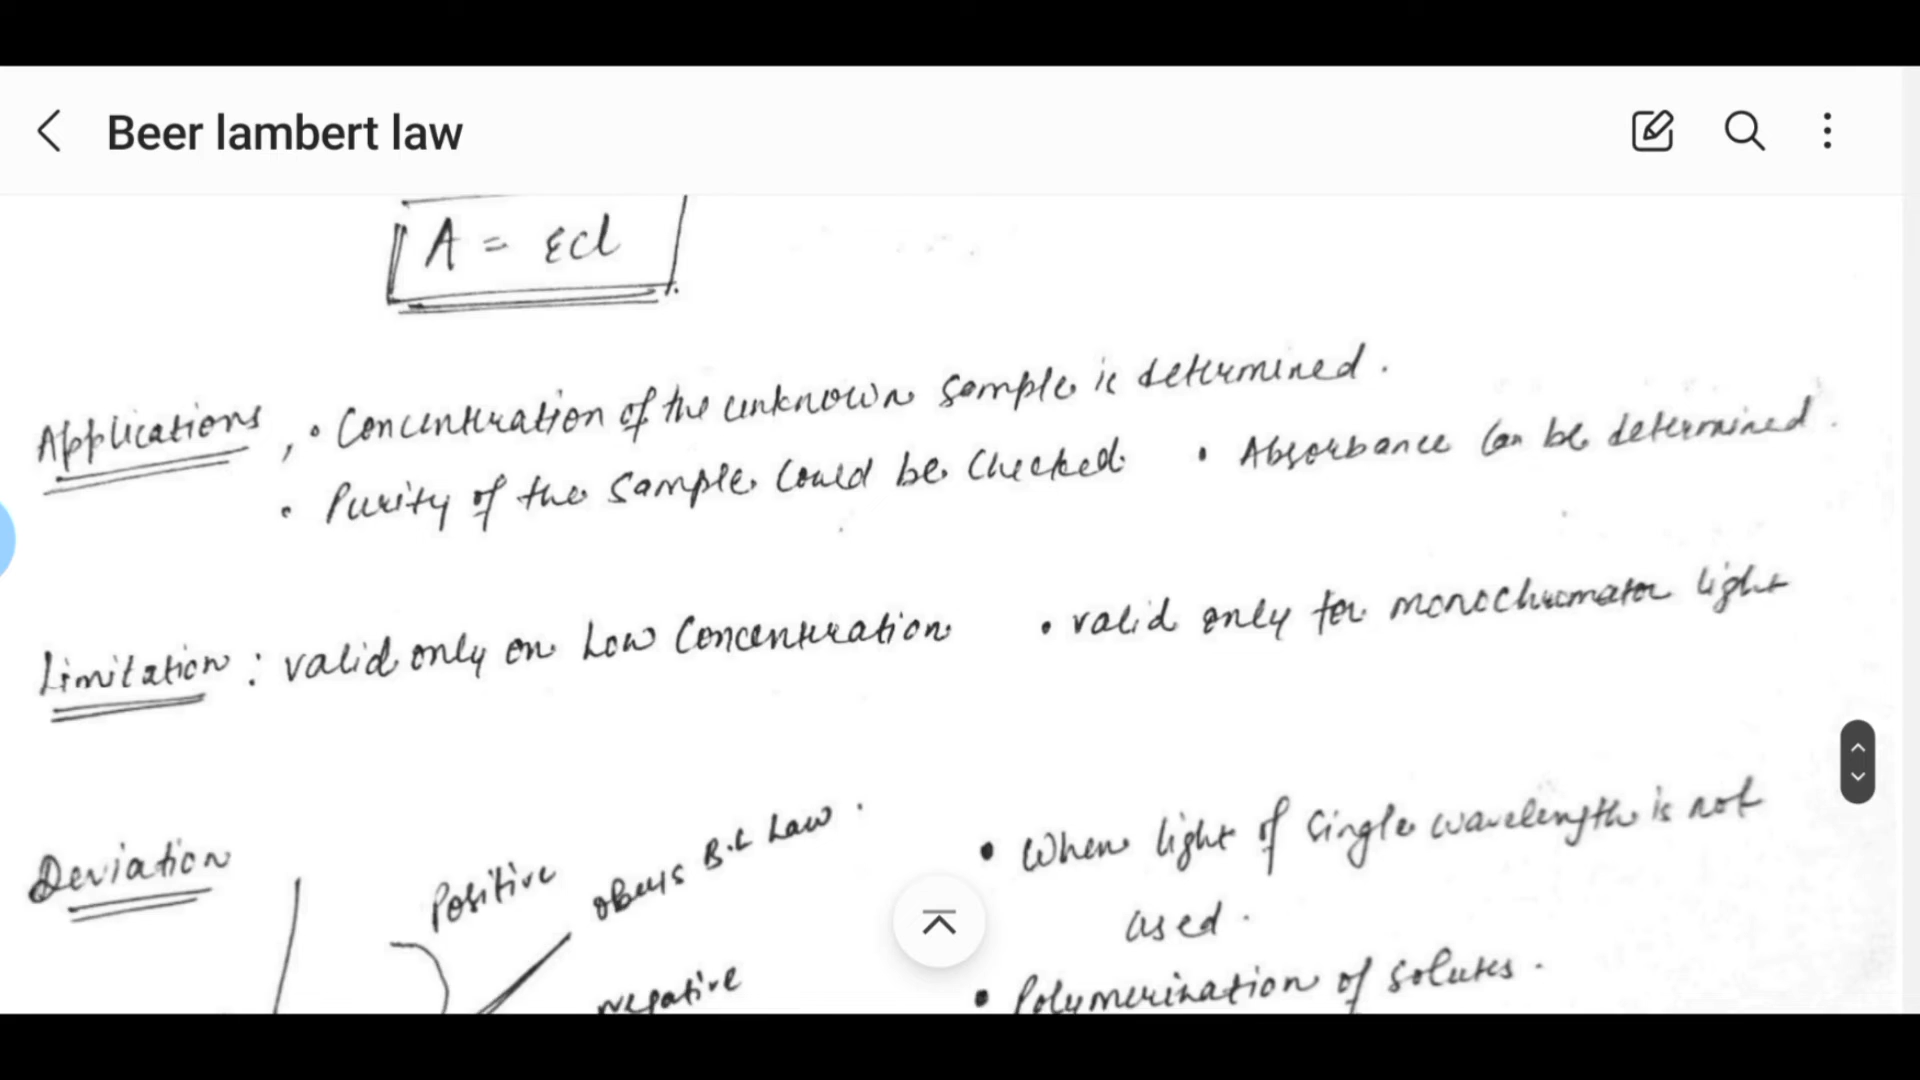 Beer lambert law
A = εcl
Applications, • Concentration of the unknown sample is determined.
• Purity of the sample could be checked. • Absorbance can be determined.
Limitation : valid only on Low Concentration • valid only for monochromator light
Deviation
Positive
obeys B.L Law.
negative
• When light of single wavelength is not
used.
• Polymerization of solutes.